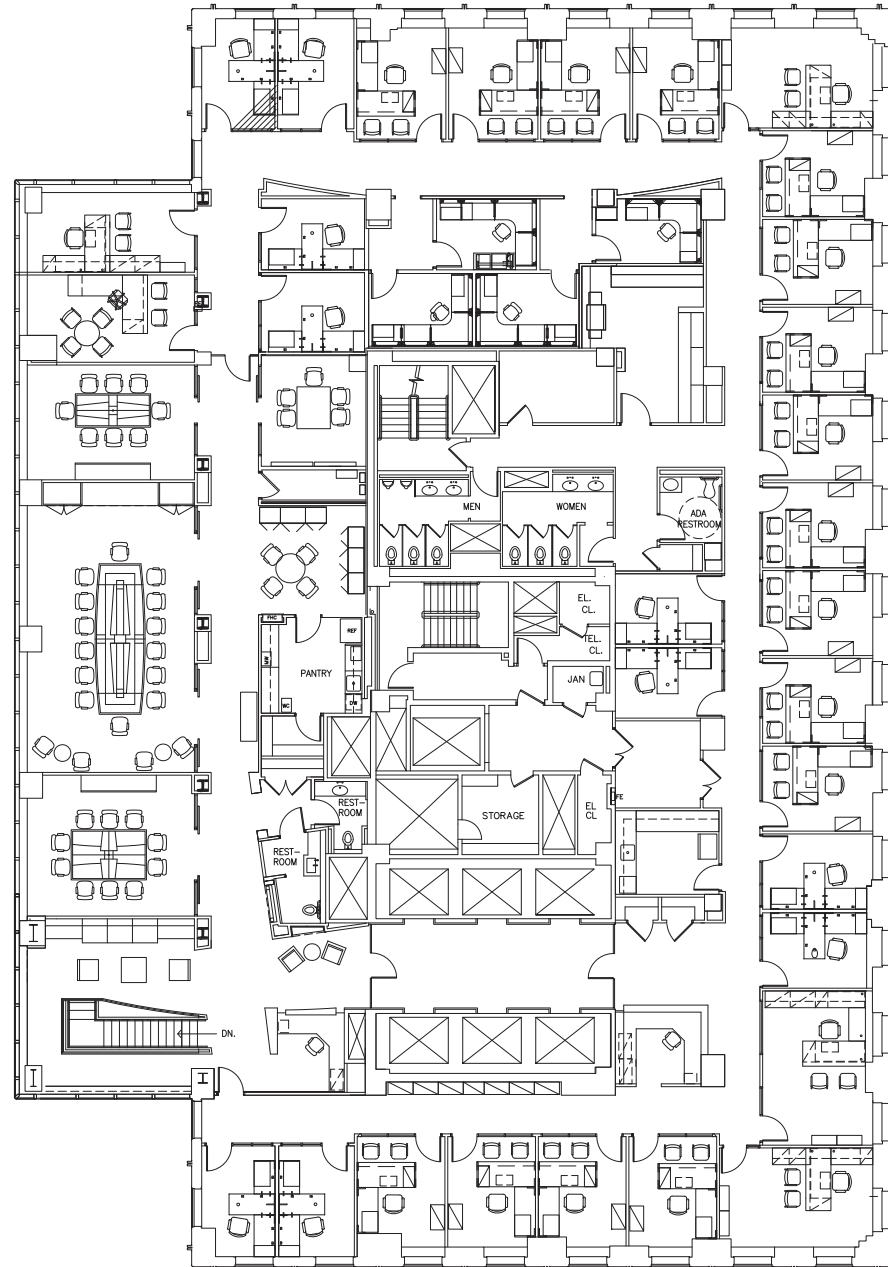 MEN
WOMEN
ADA
RESTROOM
EL.
CL.
TEL.
CL.
FHC
REF
MW
PANTRY
JAN
WC
DW
REST-
ROOM
STORAGE
EL
CL
FE
REST-
ROOM
DN.